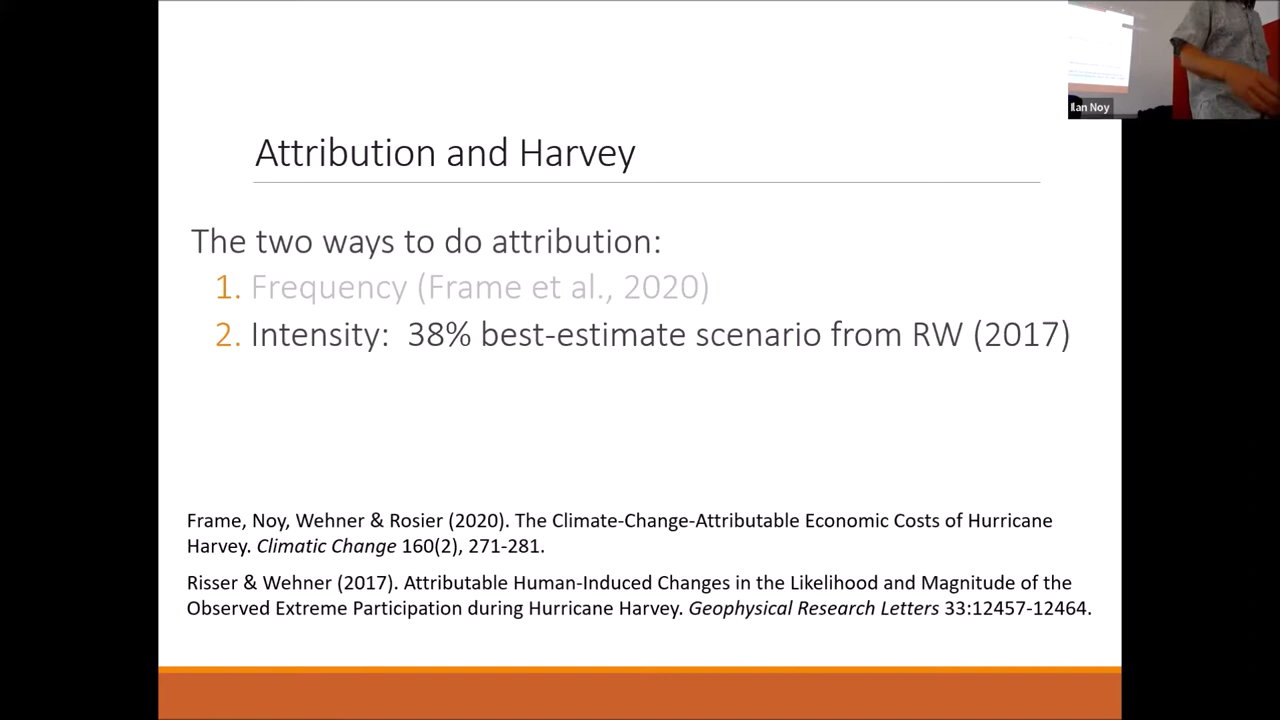 Ilan Noy
Attribution and Harvey
The two ways to do attribution:
1. Frequency (Frame et al., 2020)
2. Intensity: 38% best-estimate scenario from RW (2017)
Frame, Noy, Wehner & Rosier (2020). The Climate-Change-Attributable Economic Costs of Hurricane
Harvey. Climatic Change 160(2), 271-281.
Risser & Wehner (2017). Attributable Human-Induced Changes in the Likelihood and Magnitude of the
Observed Extreme Participation during Hurricane Harvey. Geophysical Research Letters 33:12457-12464.